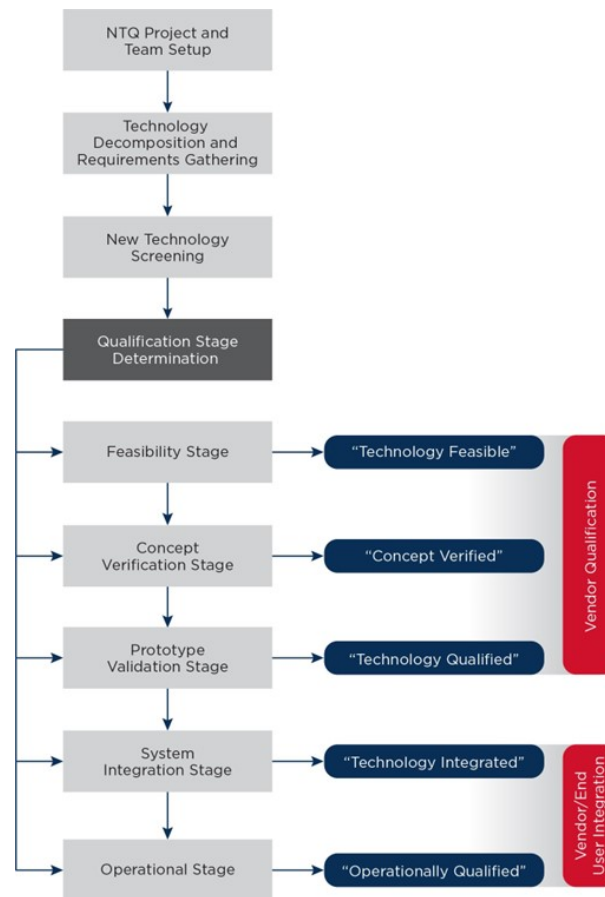 NTQ Project and
Team Setup
Technology
Decomposition and
Requirements Gathering
New Technology
Screening
Qualification Stage
Determination
Feasibility Stage
“Technology Feasible”
Concept
Verification Stage
“Concept Verified”
Prototype
Validation Stage
“Technology Qualified”
Vendor Qualification
System
Integration Stage
“Technology Integrated”
Operational Stage
“Operationally Qualified”
Vendor/End
User Integration